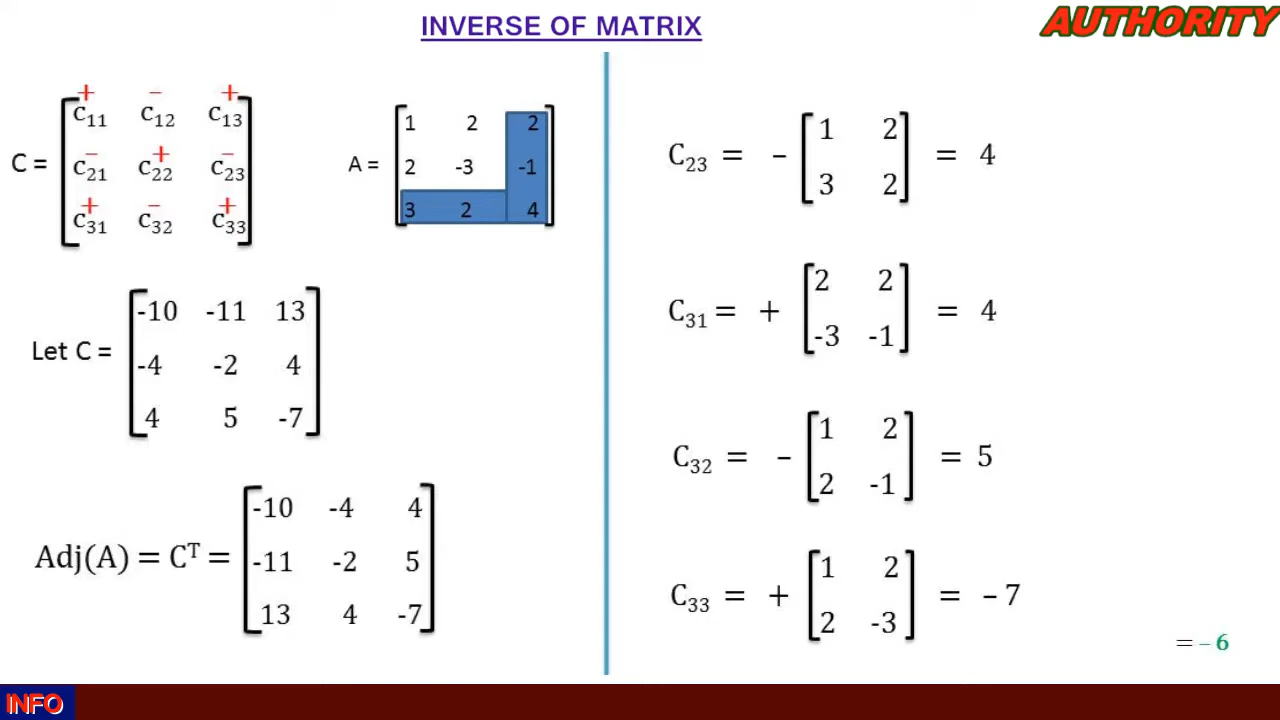 INVERSE OF MATRIX
AUTHORITY
+ − +
c11 c12 c13
− + −
C = c21 c22 c23
+ − +
c31 c32 c33
1 2 2
A = 2 -3 -1
3 2 4
-10 -11 13
Let C = -4 -2 4
4 5 -7
-10 -4 4
Adj(A) = C^T = -11 -2 5
13 4 -7
1 2
C23 = – = 4
3 2
2 2
C31 = + = 4
-3 -1
1 2
C32 = – = 5
2 -1
1 2
C33 = + = – 7
2 -3
= – 6
INFO